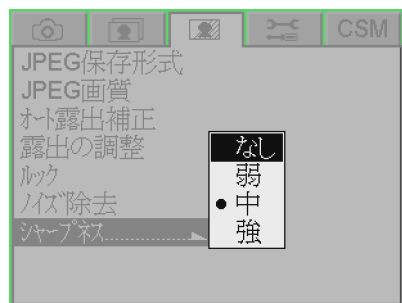 CSM
JPEG保存形式
JPEG画質
オート露出補正
露出の調整
ルック
ノイズ除去
シャープネス
なし
弱
中
強